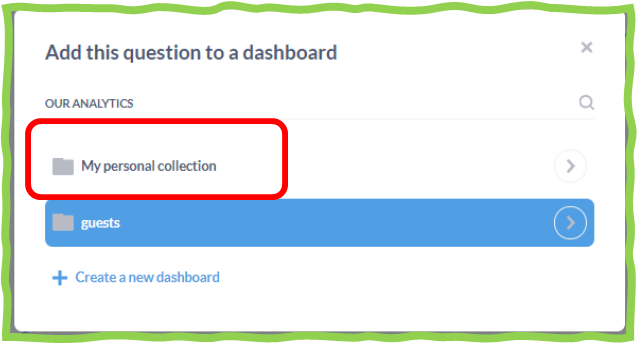 Add this question to a dashboard
OUR ANALYTICS
My personal collection
guests
Create a new dashboard